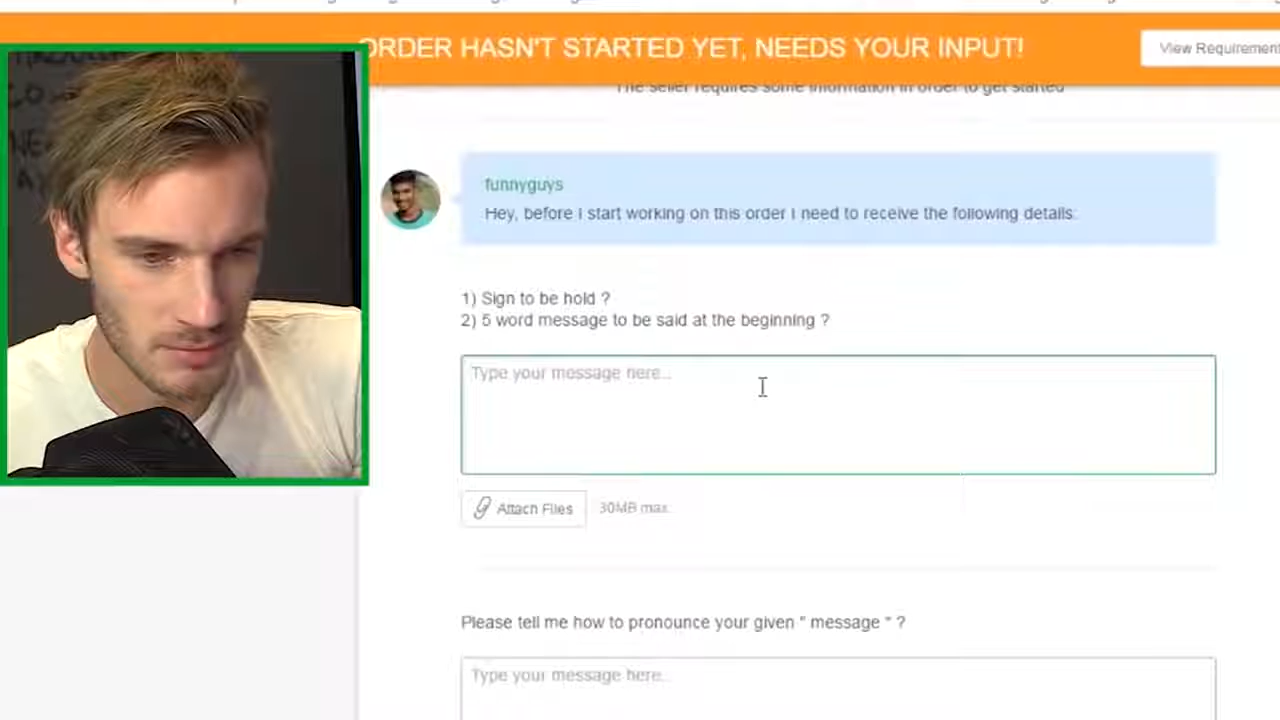 ORDER HASN'T STARTED YET, NEEDS YOUR INPUT!
View Requirement
The seller requires some information in order to get started
funnyguys
Hey, before I start working on this order I need to receive the following details:
1) Sign to be hold ?
2) 5 word message to be said at the beginning ?
Type your message here..
Attach Files
30MB max.
Please tell me how to pronounce your given " message " ?
Type your message here..